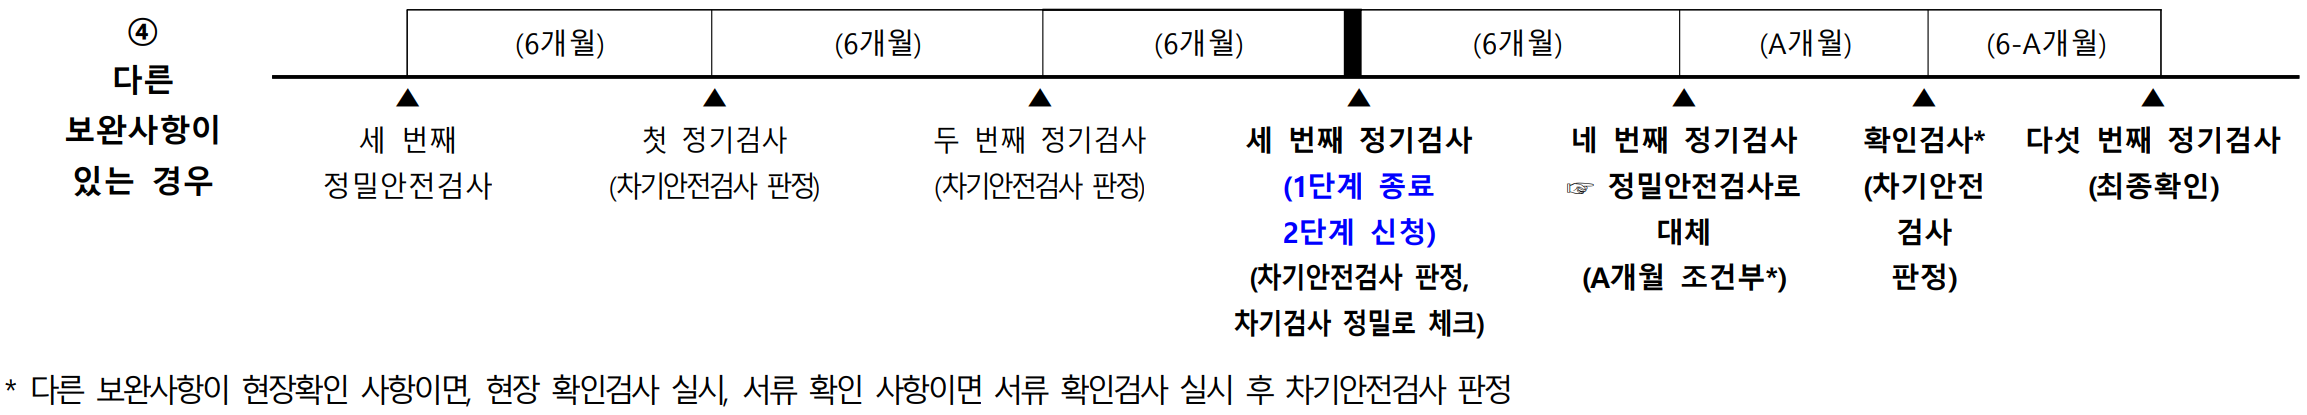 ④
다른
보완사항이
있는 경우
(6개월) (6개월) (6개월) (6개월) (A개월) (6-A개월)
▲ ▲ ▲ ▲ ▲ ▲ ▲
세 번째
정밀안전검사
첫 정기검사
(차기안전검사 판정)
두 번째 정기검사
(차기안전검사 판정)
세 번째 정기검사
(1단계 종료
2단계 신청)
(차기안전검사 판정,
차기검사 정밀로 체크)
네 번째 정기검사
☞ 정밀안전검사로
대체
(A개월 조건부*)
확인검사*
(차기안전
검사
판정)
다섯 번째 정기검사
(최종확인)
* 다른 보완사항이 현장확인 사항이면, 현장 확인검사 실시, 서류 확인 사항이면 서류 확인검사 실시 후 차기안전검사 판정